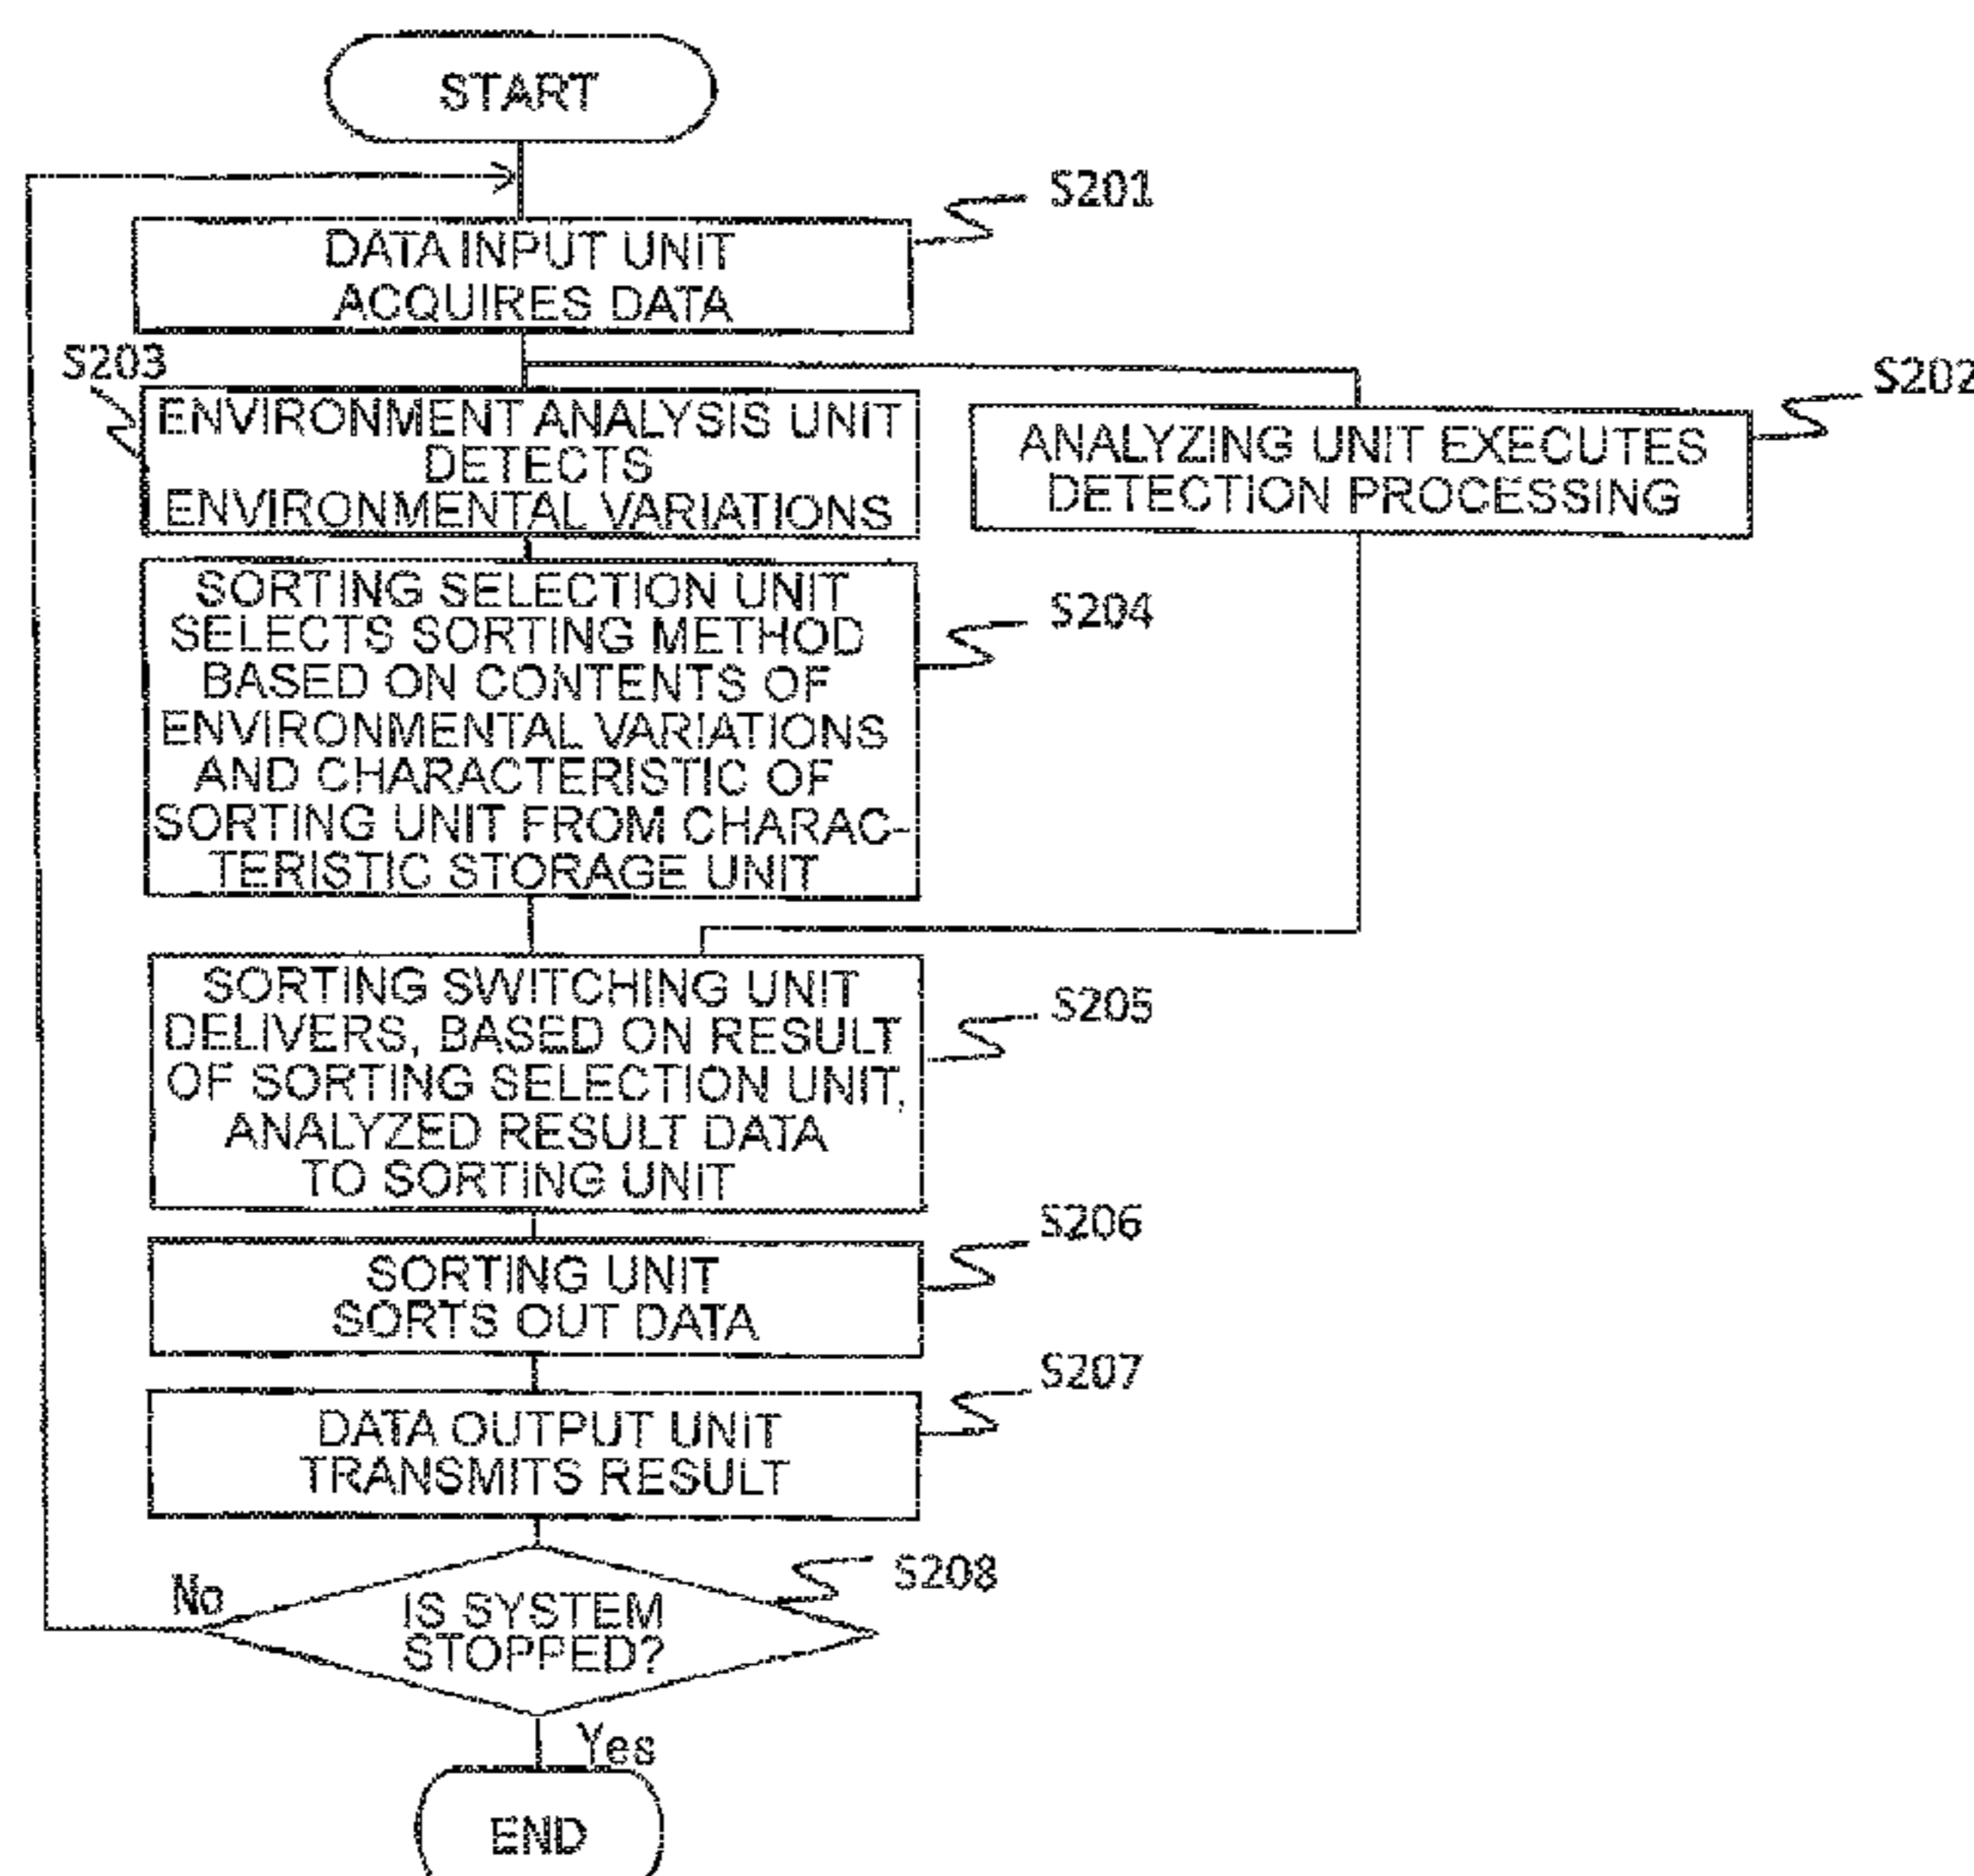 START
S201
DATA INPUT UNIT
ACQUIRES DATA
S203
ENVIRONMENT ANALYSIS UNIT
DETECTS
ENVIRONMENTAL VARIATIONS
S202
ANALYZING UNIT EXECUTES
DETECTION PROCESSING
SORTING SELECTION UNIT
SELECTS SORTING METHOD
BASED ON CONTENTS OF
ENVIRONMENTAL VARIATIONS
AND CHARACTERISTIC OF
SORTING UNIT FROM CHARAC-
TERISTIC STORAGE UNIT
S204
SORTING SWITCHING UNIT
DELIVERS, BASED ON RESULT
OF SORTING SELECTION UNIT,
ANALYZED RESULT DATA
TO SORTING UNIT
S205
SORTING UNIT
SORTS OUT DATA
S206
DATA OUTPUT UNIT
TRANSMITS RESULT
S207
IS SYSTEM
STOPPED?
S208
No
Yes
END